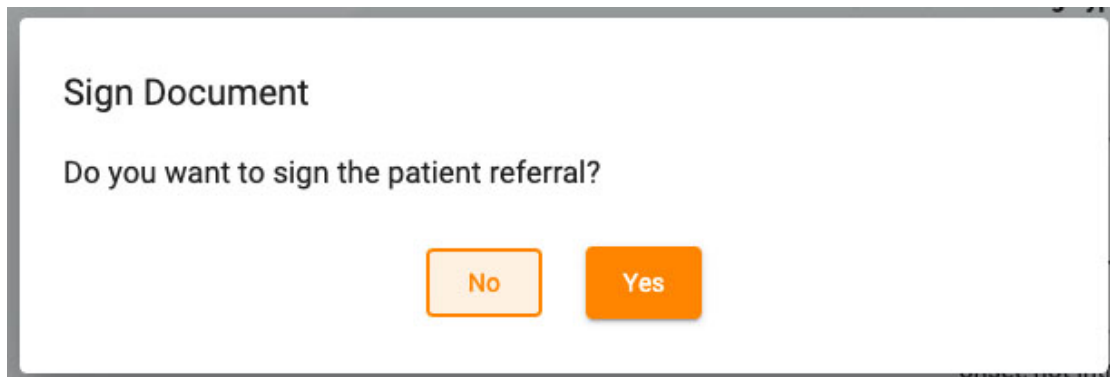 Sign Document
Do you want to sign the patient referral?
No
Yes